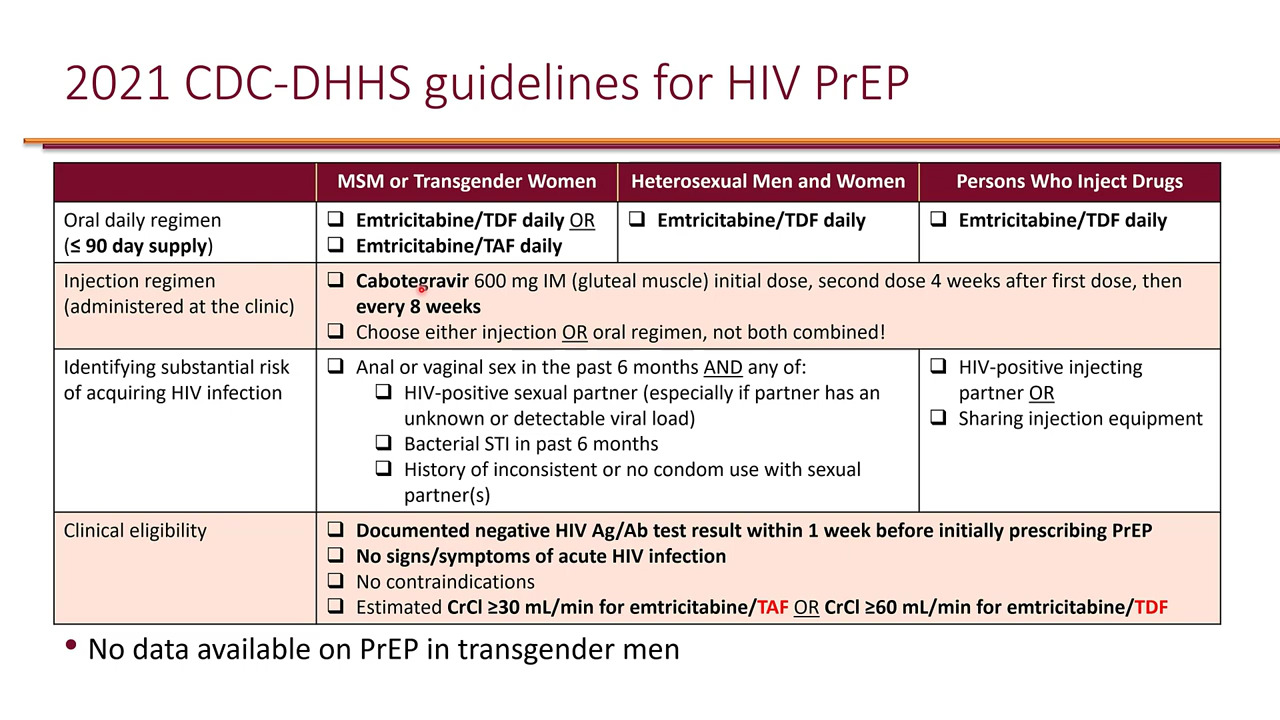 2021 CDC-DHHS guidelines for HIV PrEP
MSM or Transgender Women
Heterosexual Men and Women
Persons Who Inject Drugs
Oral daily regimen
(≤ 90 day supply)
❑ Emtricitabine/TDF daily OR
❑ Emtricitabine/TAF daily
❑ Emtricitabine/TDF daily
❑ Emtricitabine/TDF daily
Injection regimen
(administered at the clinic)
❑ Cabotegravir 600 mg IM (gluteal muscle) initial dose, second dose 4 weeks after first dose, then
every 8 weeks
❑ Choose either injection OR oral regimen, not both combined!
Identifying substantial risk
of acquiring HIV infection
❑ Anal or vaginal sex in the past 6 months AND any of:
❑ HIV-positive sexual partner (especially if partner has an
unknown or detectable viral load)
❑ Bacterial STI in past 6 months
❑ History of inconsistent or no condom use with sexual
partner(s)
❑ HIV-positive injecting
partner OR
❑ Sharing injection equipment
Clinical eligibility
❑ Documented negative HIV Ag/Ab test result within 1 week before initially prescribing PrEP
❑ No signs/symptoms of acute HIV infection
❑ No contraindications
❑ Estimated CrCl ≥30 mL/min for emtricitabine/TAF OR CrCl ≥60 mL/min for emtricitabine/TDF
• No data available on PrEP in transgender men